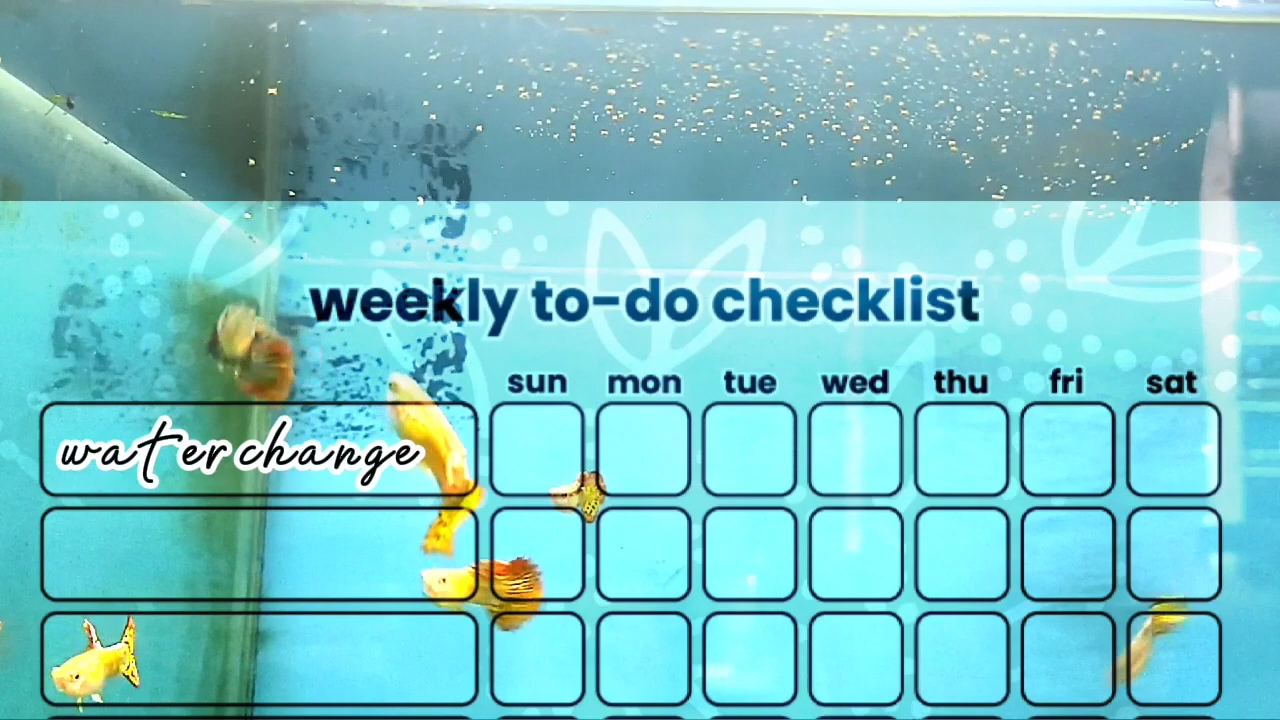 weekly to-do checklist
sun mon tue wed thu fri sat
water change